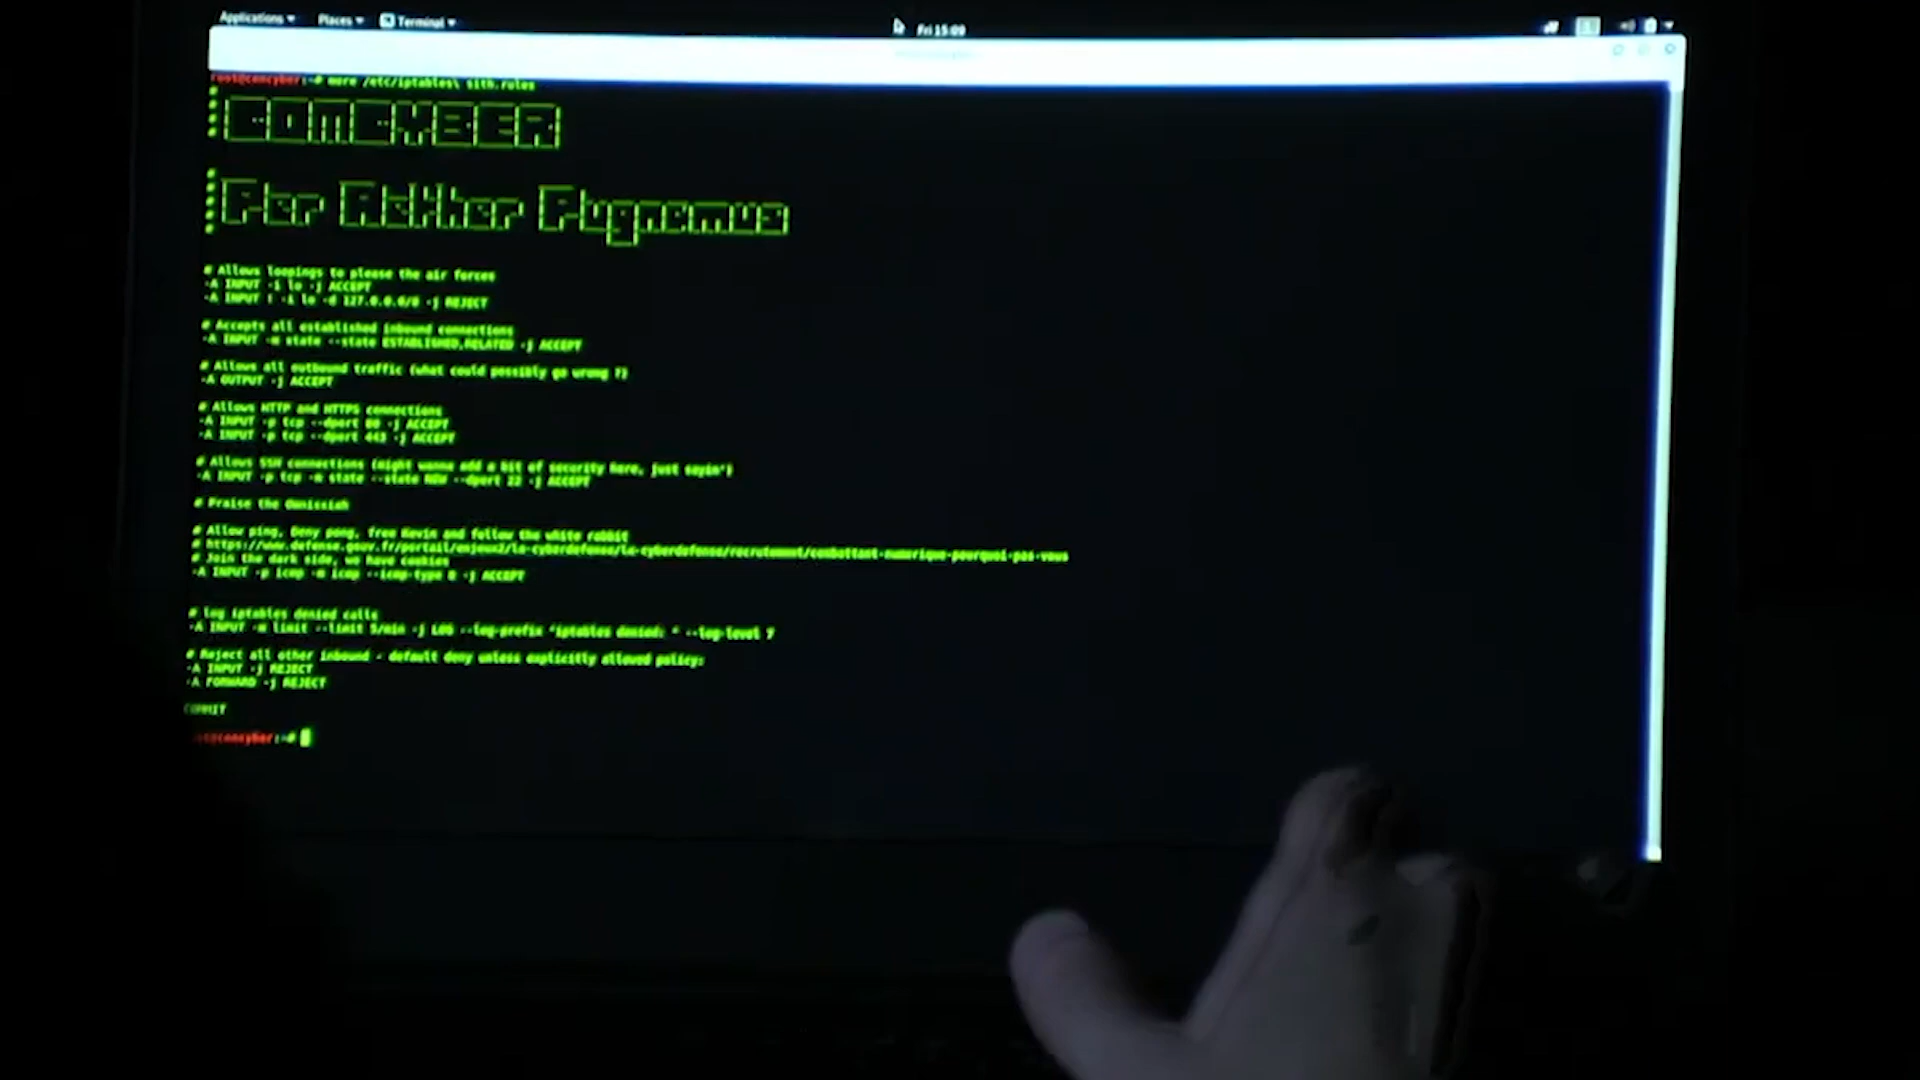 Applications Places Terminal
Fri 15:09
root@comcyber:~# more /etc/iptables\ sith.rules
# COMCYBER
# Per Aether Pugnamus
# Allows loopings to please the air forces
-A INPUT -i lo -j ACCEPT
-A INPUT ! -i lo -d 127.0.0.0/8 -j REJECT
# Accepts all established inbound connections
-A INPUT -m state --state ESTABLISHED,RELATED -j ACCEPT
# Allows all outbound traffic (what could possibly go wrong ?)
-A OUTPUT -j ACCEPT
# Allows HTTP and HTTPS connections
-A INPUT -p tcp --dport 80 -j ACCEPT
-A INPUT -p tcp --dport 443 -j ACCEPT
# Allows SSH connections (might wanna add a bit of security here, just sayin')
-A INPUT -p tcp -m state --state NEW --dport 22 -j ACCEPT
# Praise the Omnissiah
# Allow ping, Deny pong, free Kevin and follow the white rabbit
# https://www.defense.gouv.fr/portail/enjeux2/la-cyberdefense/la-cyberdefense/recrutement/combattant-numerique-pourquoi-pas-vous
# Join the dark side, we have cookies
-A INPUT -p icmp -m icmp --icmp-type 8 -j ACCEPT
# log iptables denied calls
-A INPUT -m limit --limit 5/min -j LOG --log-prefix "iptables denied: " --log-level 7
# Reject all other inbound - default deny unless explicitly allowed policy:
-A INPUT -j REJECT
-A FORWARD -j REJECT
COMMIT
ot@comcyber:~#